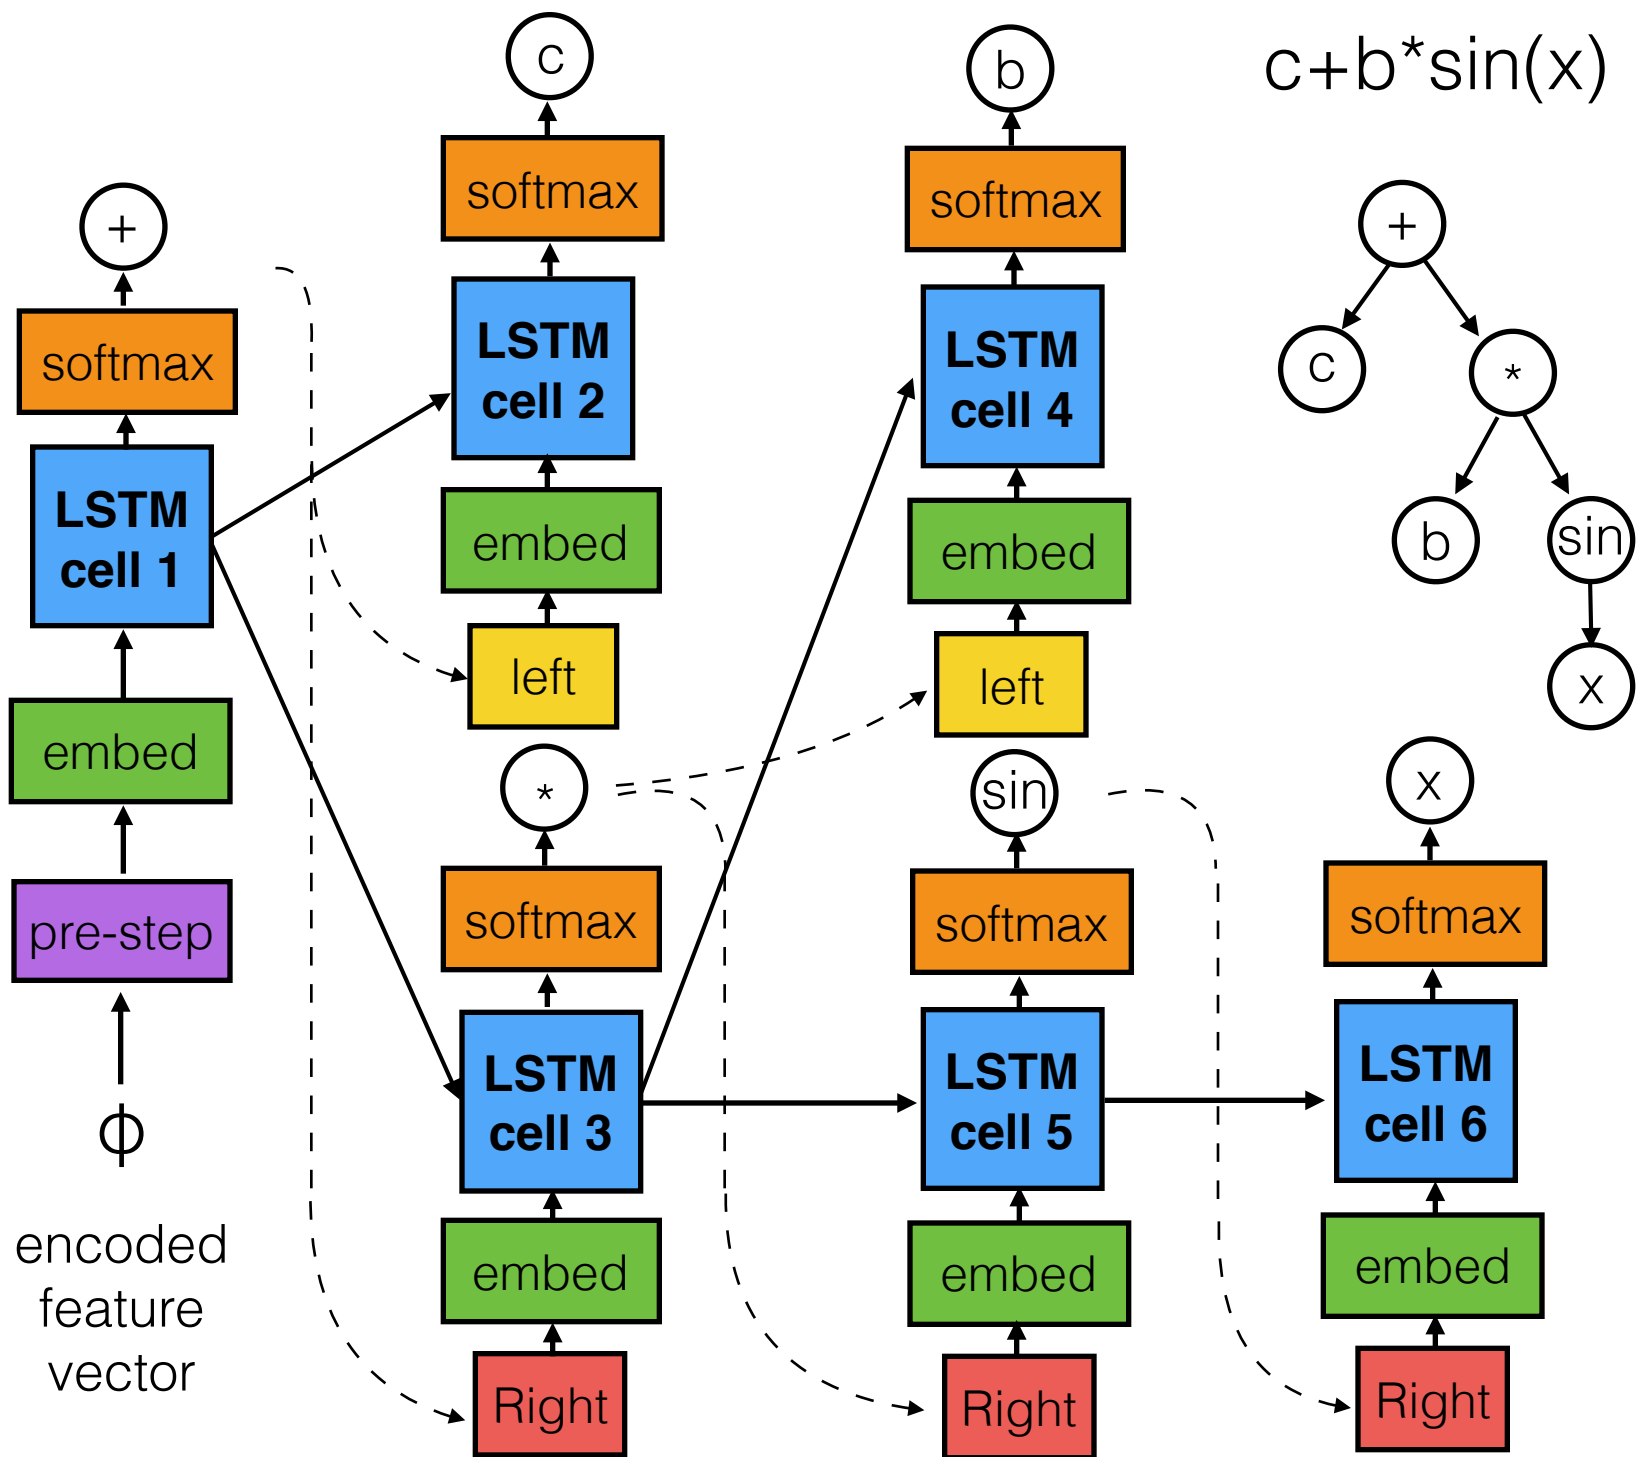 c+b*sin(x)
+
softmax
LSTM
cell 1
embed
pre-step
ϕ
encoded
feature
vector
c
softmax
LSTM
cell 2
embed
left
*
softmax
LSTM
cell 3
embed
Right
b
softmax
LSTM
cell 4
embed
left
sin
softmax
LSTM
cell 5
embed
Right
x
softmax
LSTM
cell 6
embed
Right
+
c
*
b
sin
x